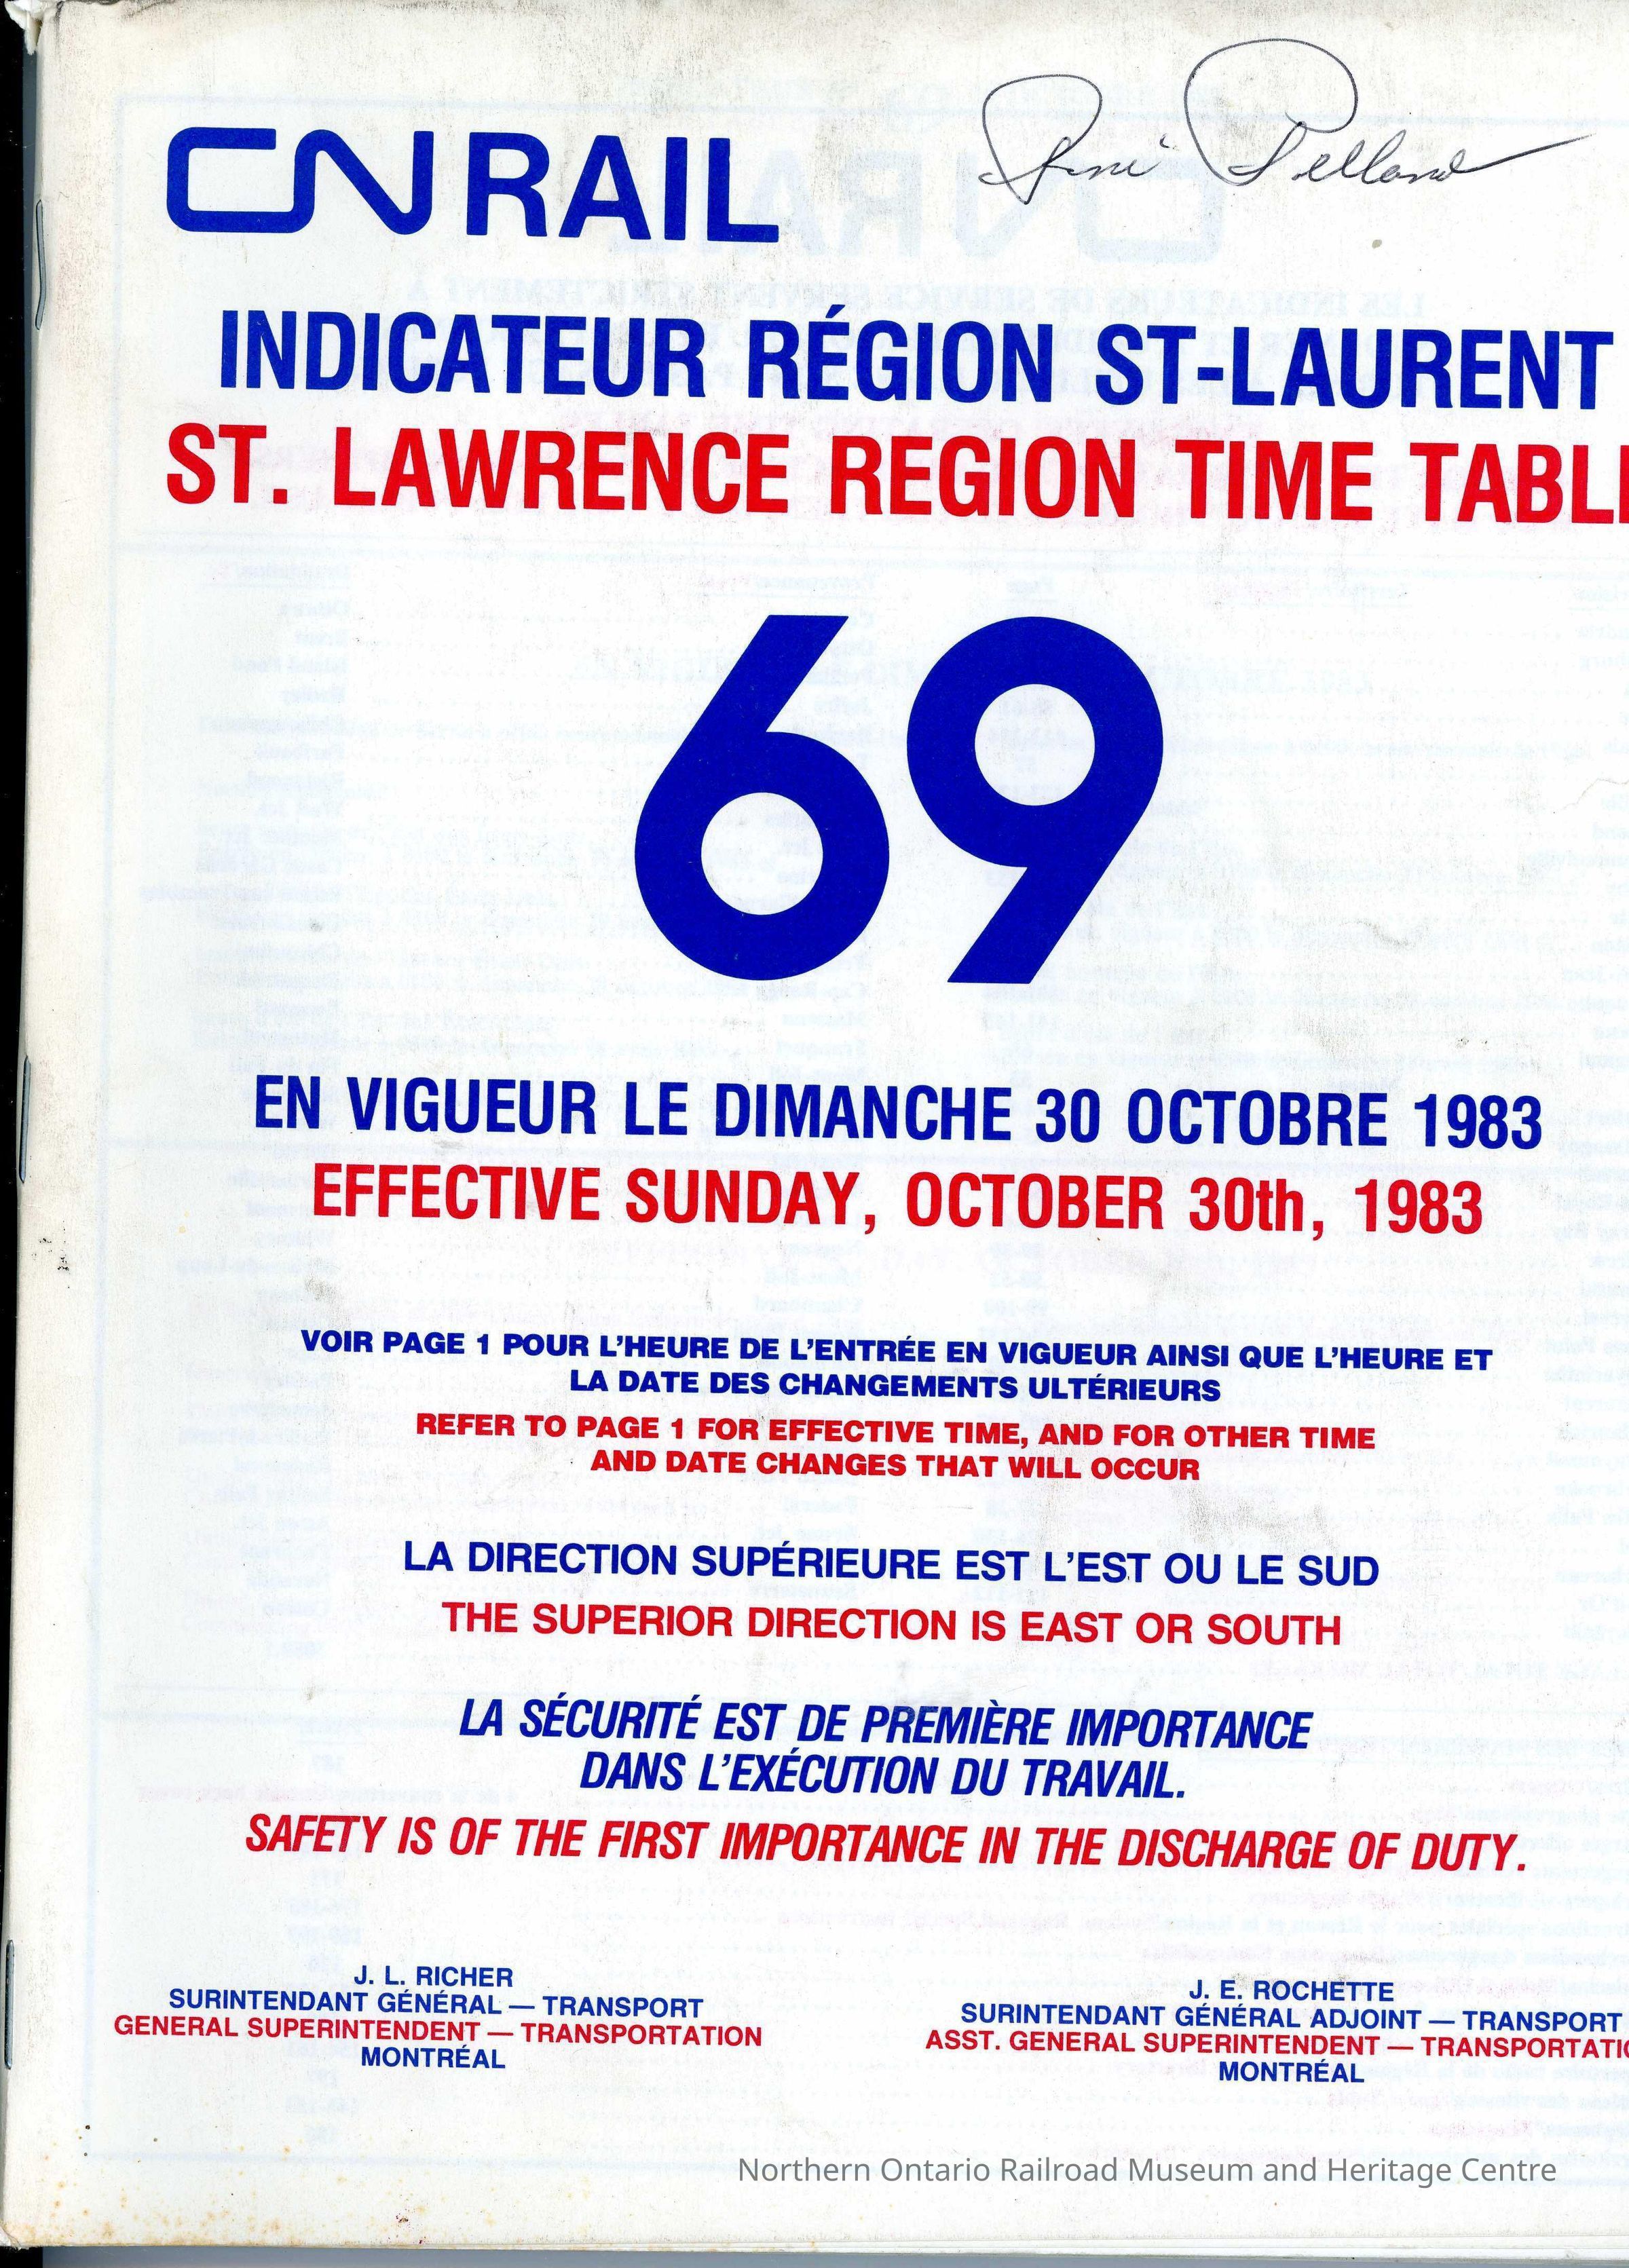 CN RAIL
Pelland
INDICATEUR RÉGION ST-LAURENT
ST. LAWRENCE REGION TIME TABL
69
EN VIGUEUR LE DIMANCHE 30 OCTOBRE 1983
EFFECTIVE SUNDAY, OCTOBER 30th, 1983
VOIR PAGE 1 POUR L'HEURE DE L'ENTRÉE EN VIGUEUR AINSI QUE L'HEURE ET
LA DATE DES CHANGEMENTS ULTÉRIEURS
REFER TO PAGE 1 FOR EFFECTIVE TIME, AND FOR OTHER TIME
AND DATE CHANGES THAT WILL OCCUR
LA DIRECTION SUPÉRIEURE EST L'EST OU LE SUD
THE SUPERIOR DIRECTION IS EAST OR SOUTH
LA SÉCURITÉ EST DE PREMIÈRE IMPORTANCE
DANS L'EXÉCUTION DU TRAVAIL.
SAFETY IS OF THE FIRST IMPORTANCE IN THE DISCHARGE OF DUTY.
J. L. RICHER
SURINTENDANT GÉNÉRAL — TRANSPORT
GENERAL SUPERINTENDENT — TRANSPORTATION
MONTRÉAL
J. E. ROCHETTE
SURINTENDANT GÉNÉRAL ADJOINT — TRANSPORT
ASST. GENERAL SUPERINTENDENT — TRANSPORTATIO
MONTRÉAL
Northern Ontario Railroad Museum and Heritage Centre